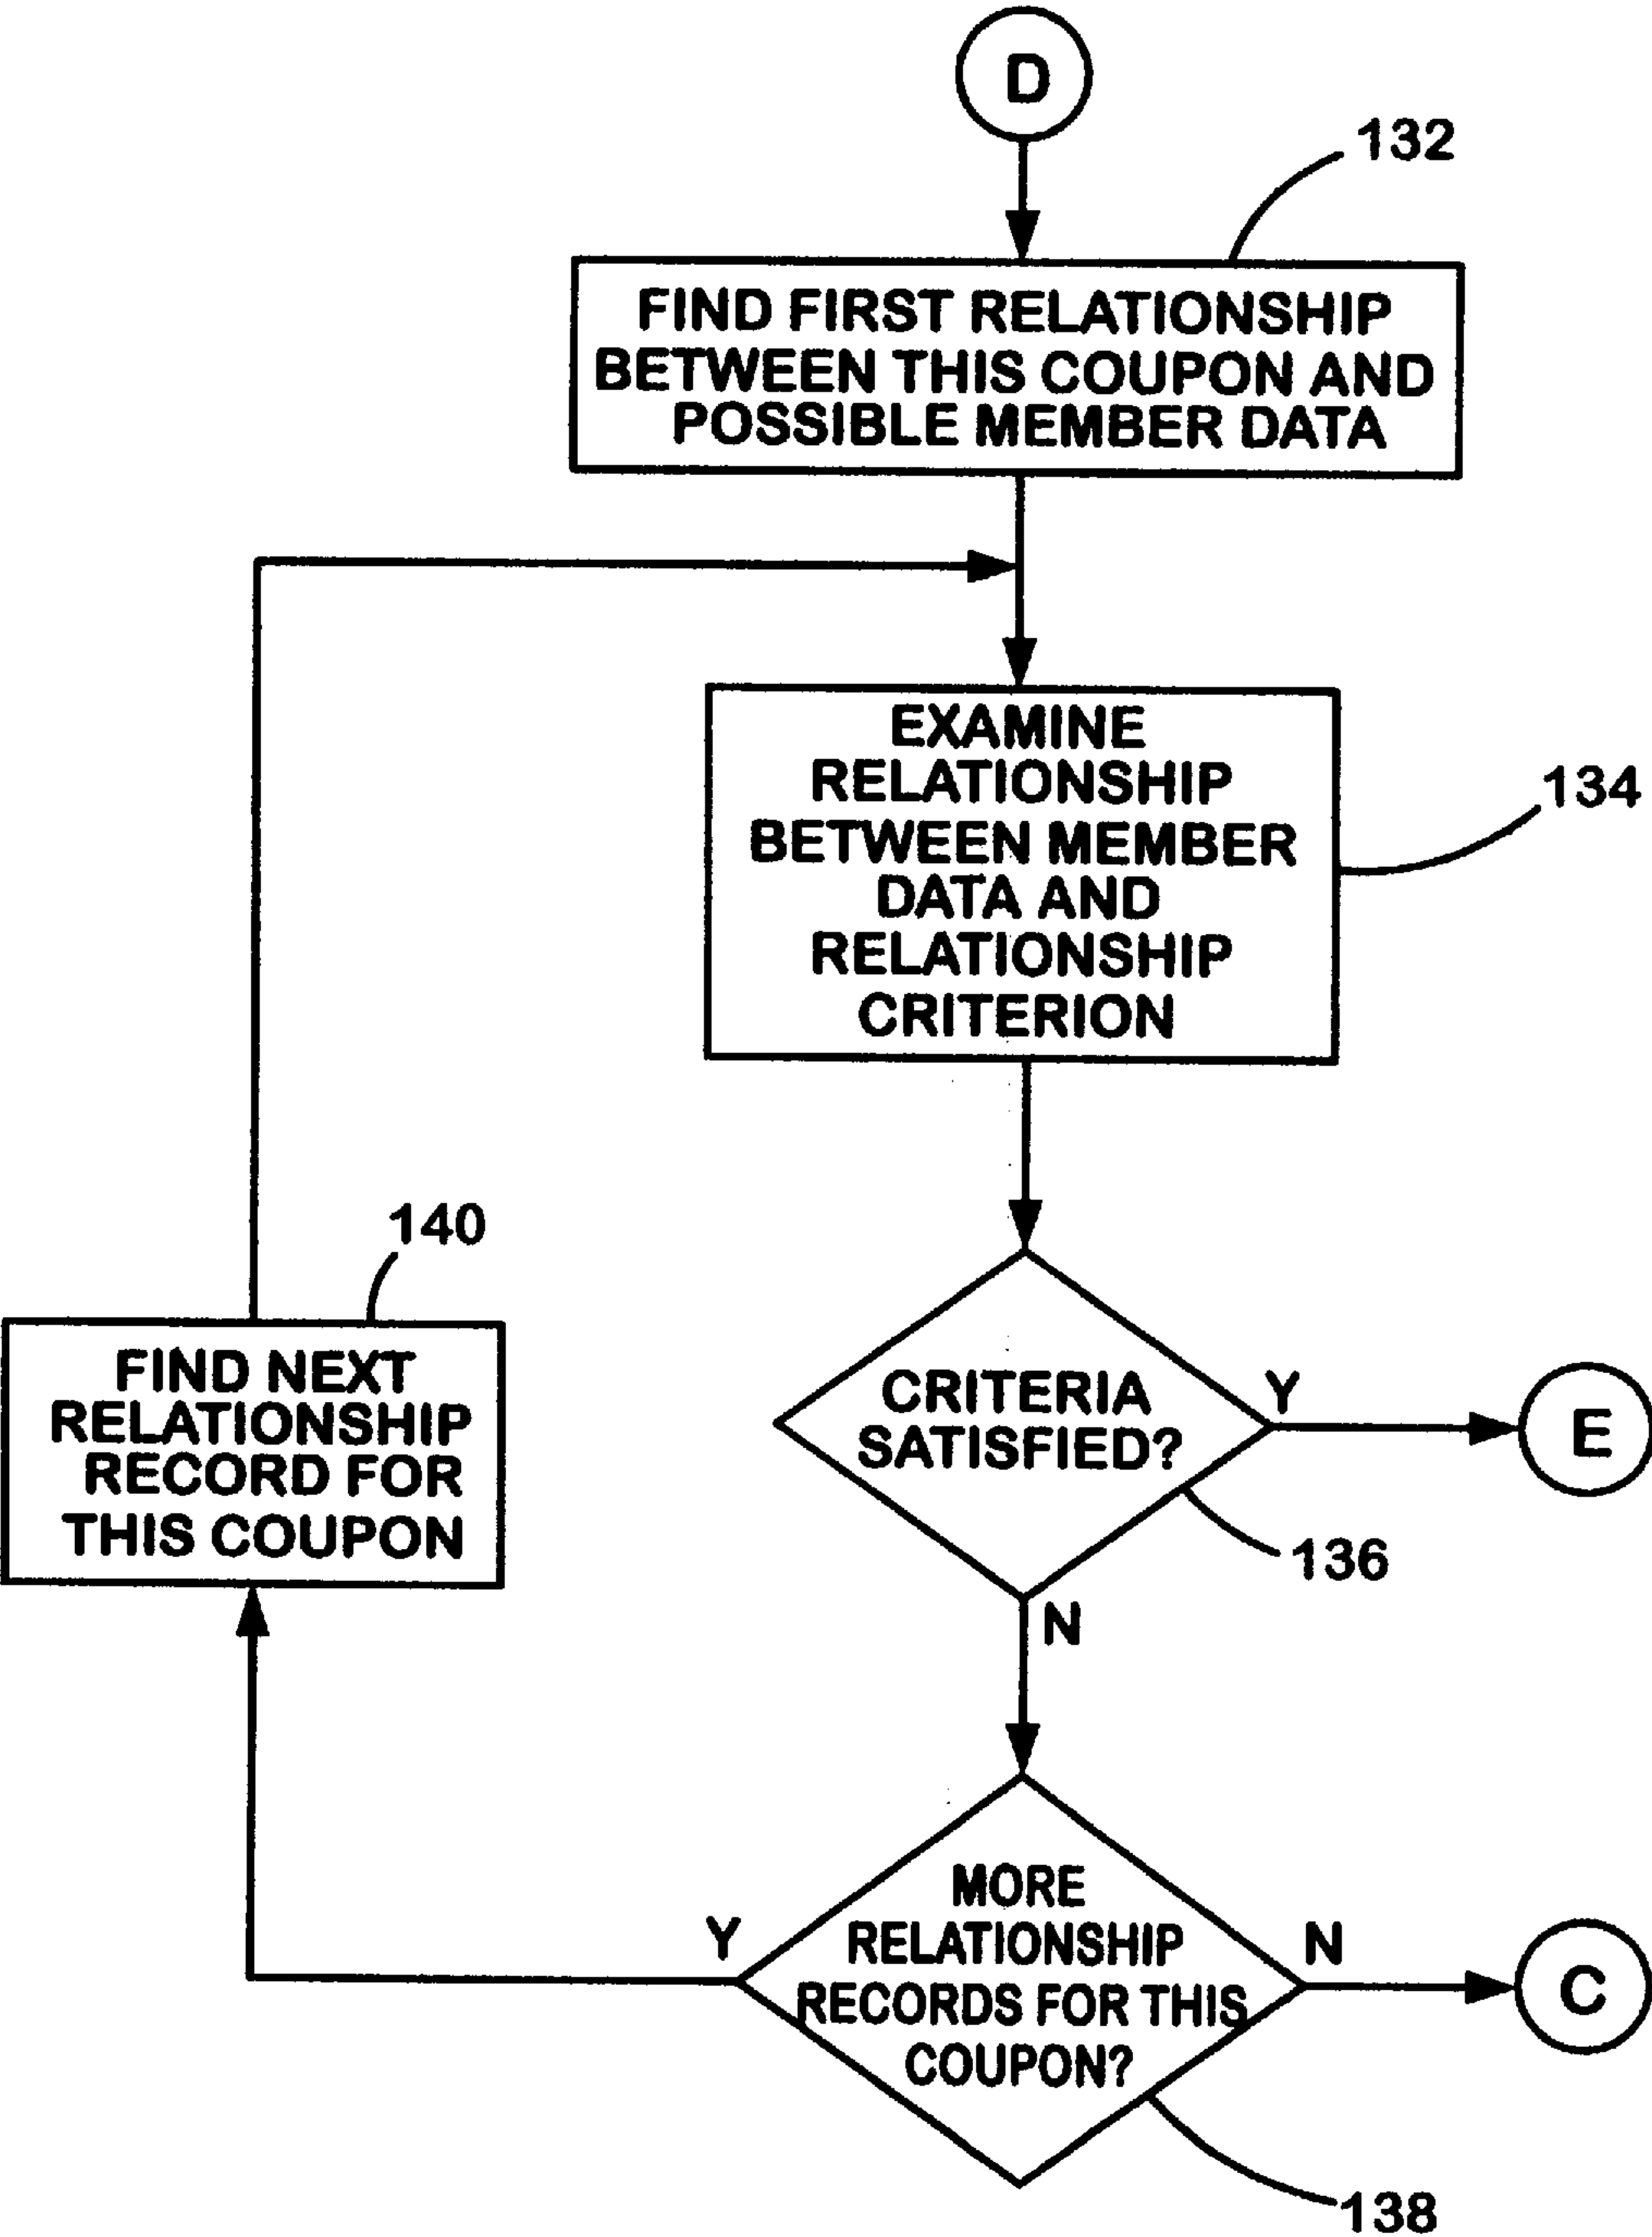 D
132
FIND FIRST RELATIONSHIP
BETWEEN THIS COUPON AND
POSSIBLE MEMBER DATA
EXAMINE
RELATIONSHIP
BETWEEN MEMBER
DATA AND
RELATIONSHIP
CRITERION
134
140
FIND NEXT
RELATIONSHIP
RECORD FOR
THIS COUPON
CRITERIA
SATISFIED?
Y
E
136
N
MORE
RELATIONSHIP
RECORDS FOR THIS
COUPON?
Y
N
C
138